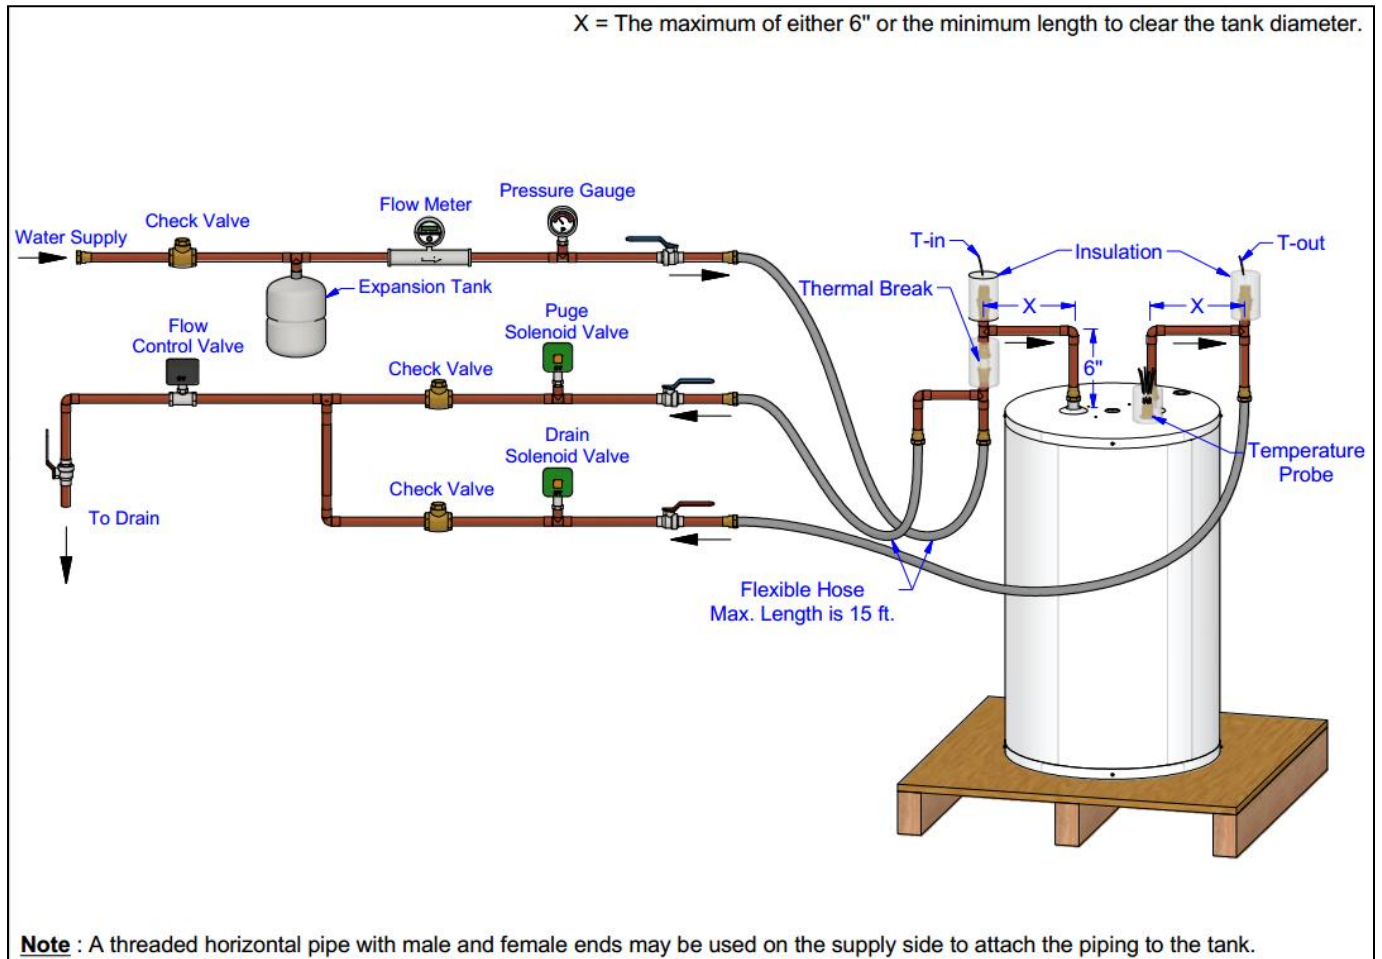 X = The maximum of either 6" or the minimum length to clear the tank diameter.
Pressure Gauge
Flow Meter
Check Valve
Water Supply
T-in
Insulation
T-out
Thermal Break
Expansion Tank
X
X
Flow
Control Valve
Puge
Solenoid Valve
Check Valve
6"
Drain
Solenoid Valve
Temperature
Probe
Check Valve
To Drain
Flexible Hose
Max. Length is 15 ft.
Note : A threaded horizontal pipe with male and female ends may be used on the supply side to attach the piping to the tank.